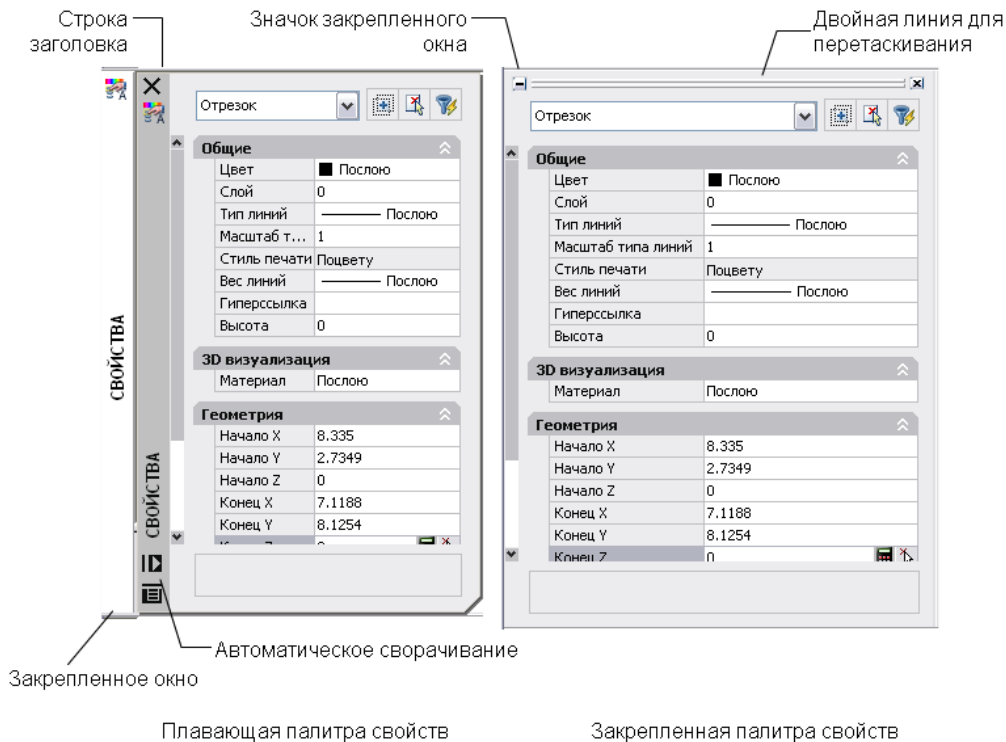 Строка
заголовка
Значок закрепленного
окна
Двойная линия для
перетаскивания
СВОЙСТВА
СВОЙСТВА
Отрезок
Общие
Цвет Послою
Слой 0
Тип линий Послою
Масштаб т... 1
Стиль печати Поцвету
Вес линий Послою
Гиперссылка
Высота 0
3D визуализация
Материал Послою
Геометрия
Начало X 8.335
Начало Y 2.7349
Начало Z 0
Конец X 7.1188
Конец Y 8.1254
Отрезок
Общие
Цвет Послою
Слой 0
Тип линий Послою
Масштаб типа линий 1
Стиль печати Поцвету
Вес линий Послою
Гиперссылка
Высота 0
3D визуализация
Материал Послою
Геометрия
Начало X 8.335
Начало Y 2.7349
Начало Z 0
Конец X 7.1188
Конец Y 8.1254
Конец Z 0
Автоматическое сворачивание
Закрепленное окно
Плавающая палитра свойств
Закрепленная палитра свойств